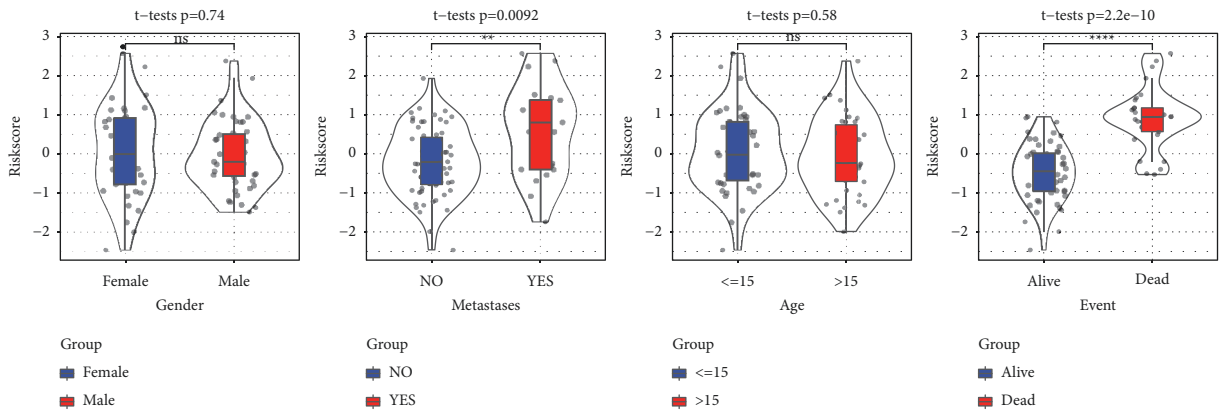 t−tests p=0.74
ns
Riskscore
3
2
1
0
−1
−2
Female
Male
Gender
Group
Female
Male
t−tests p=0.0092
**
Riskscore
3
2
1
0
−1
−2
NO
YES
Metastases
Group
NO
YES
t−tests p=0.58
ns
Riskscore
3
2
1
0
−1
−2
<=15
>15
Age
Group
<=15
>15
t−tests p=2.2e−10
****
Riskscore
3
2
1
0
−1
−2
Alive
Dead
Event
Group
Alive
Dead